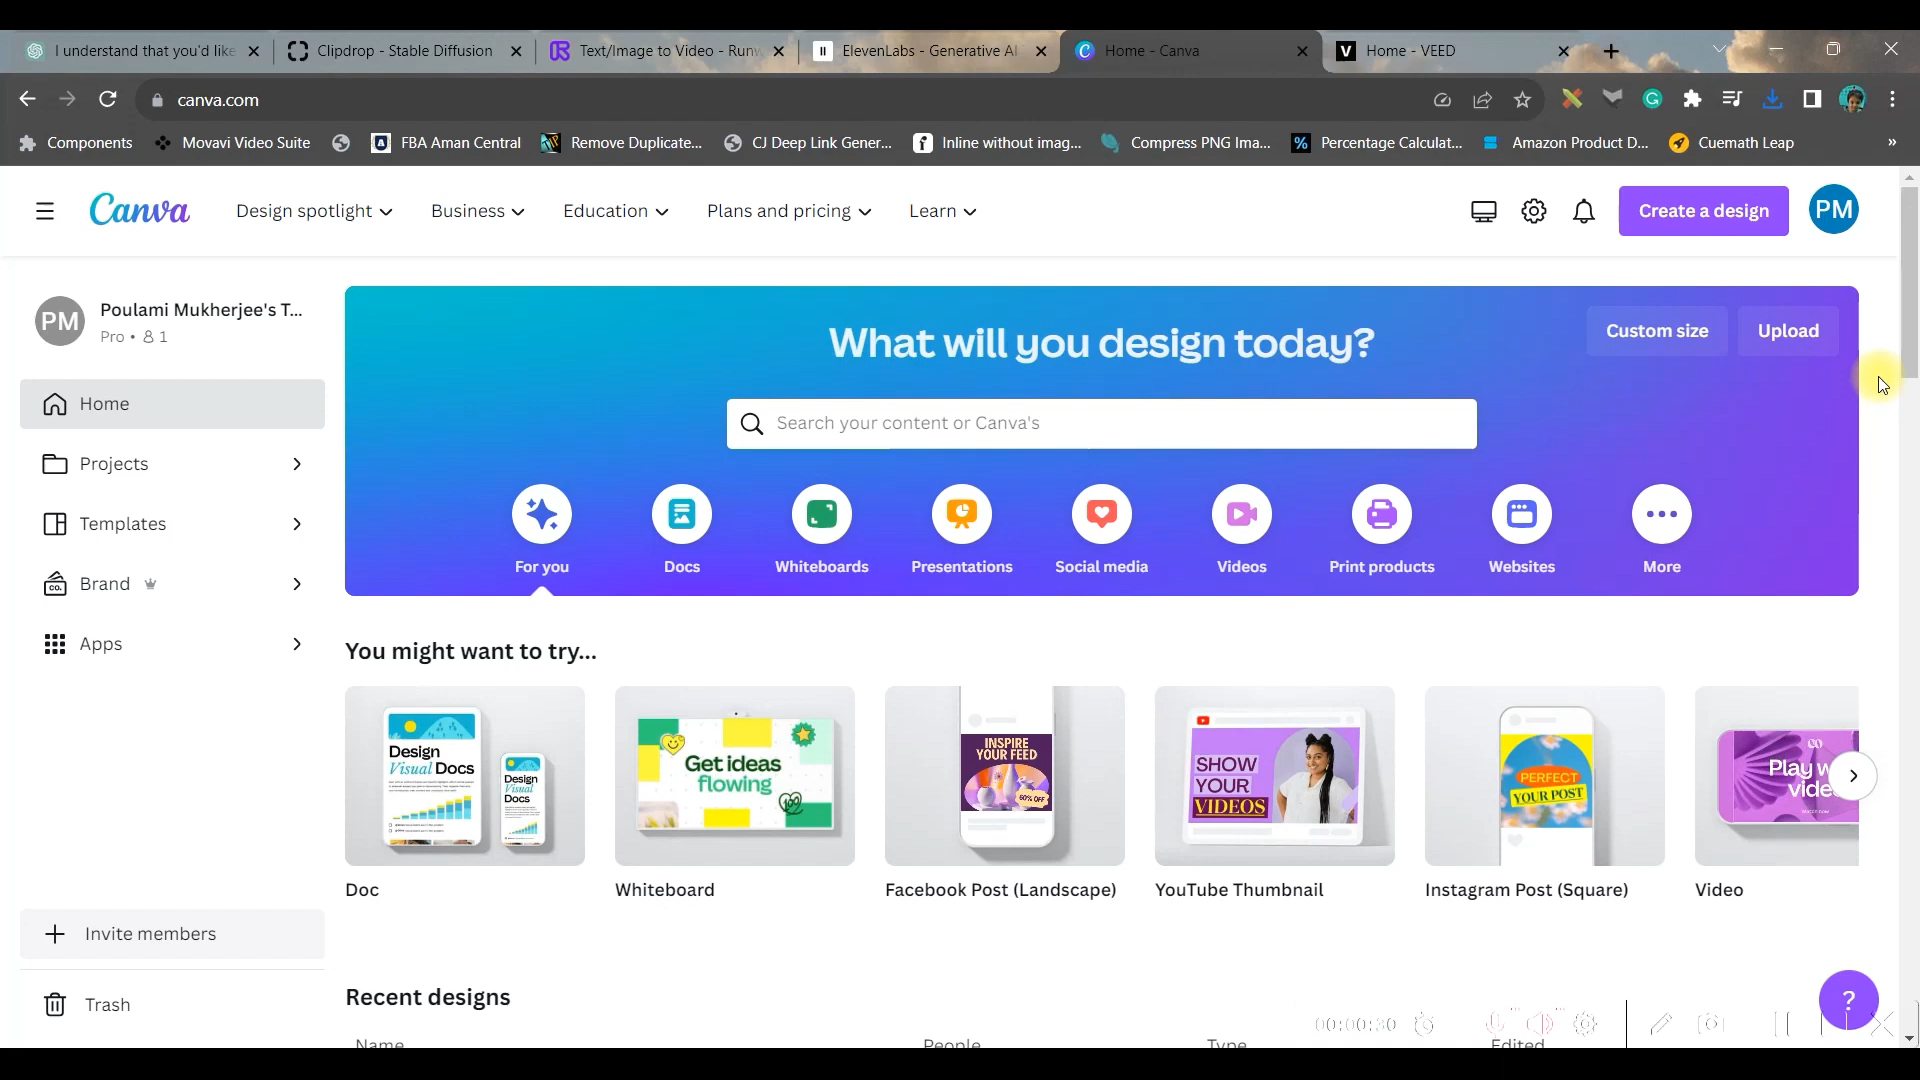 I understand that you'd like
Clipdrop - Stable Diffusion
Text/Image to Video - Runw
ElevenLabs - Generative AI
Home - Canva
Home - VEED
canva.com
Components
Movavi Video Suite
FBA Aman Central
Remove Duplicate...
CJ Deep Link Gener...
Inline without imag...
Compress PNG Ima...
Percentage Calculat...
Amazon Product D...
Cuemath Leap
»
Canva
Design spotlight
Business
Education
Plans and pricing
Learn
Create a design
PM
PM
Poulami Mukherjee's T...
Pro • 1
Home
Projects
Templates
Brand
Apps
Invite members
Trash
What will you design today?
Custom size
Upload
Search your content or Canva's
For you
Docs
Whiteboards
Presentations
Social media
Videos
Print products
Websites
More
You might want to try...
Design
Visual Docs
Design
Visual
Docs
Get ideas
flowing
100
INSPIRE
YOUR FEED
60% OFF
SHOW
YOUR
VIDEOS
PERFECT
YOUR POST
Doc
Whiteboard
Facebook Post (Landscape)
YouTube Thumbnail
Instagram Post (Square)
Video
Recent designs
Name
People
Type
Edited
00:00:30
?